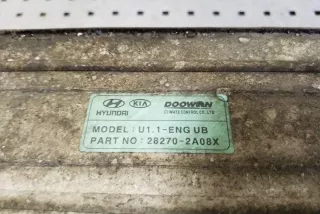 HYUNDAI KIA DOOWON
CLIMATE CONTROL CO., LTD
MODEL : U1.1-ENG UB
PART NO : 28270-2A08X